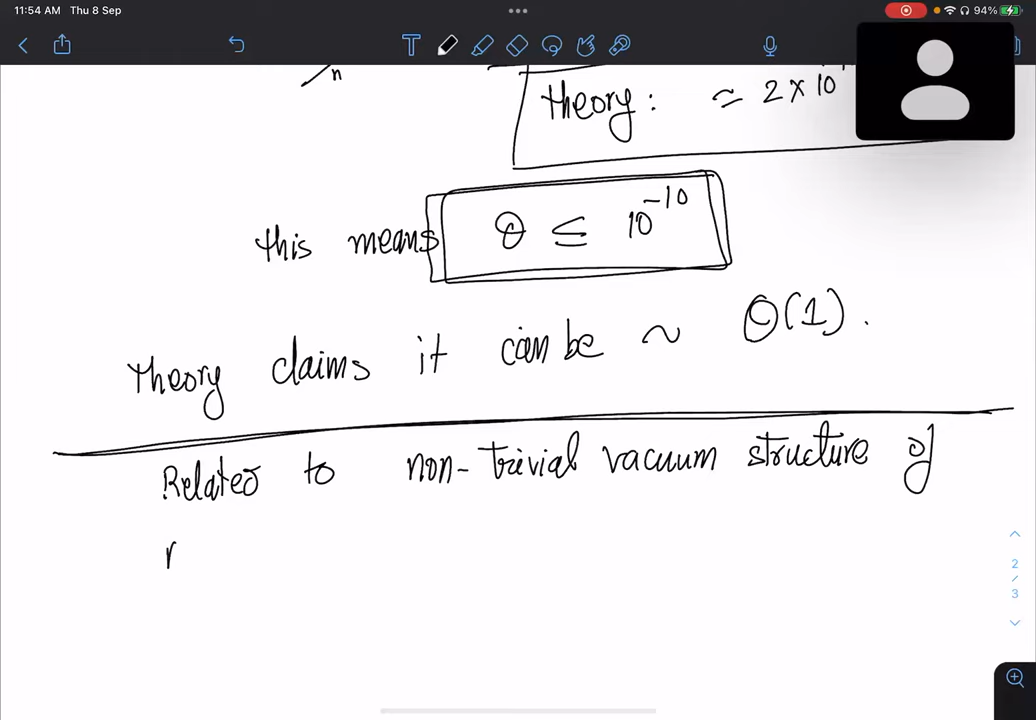 11:54 AM Thu 8 Sep
94%
n
theory: ≈ 2 × 10
this means θ ≤ 10^-10
Theory claims it can be ~ O(1).
Related to non-trivial vacuum structure of
T
2
/
3